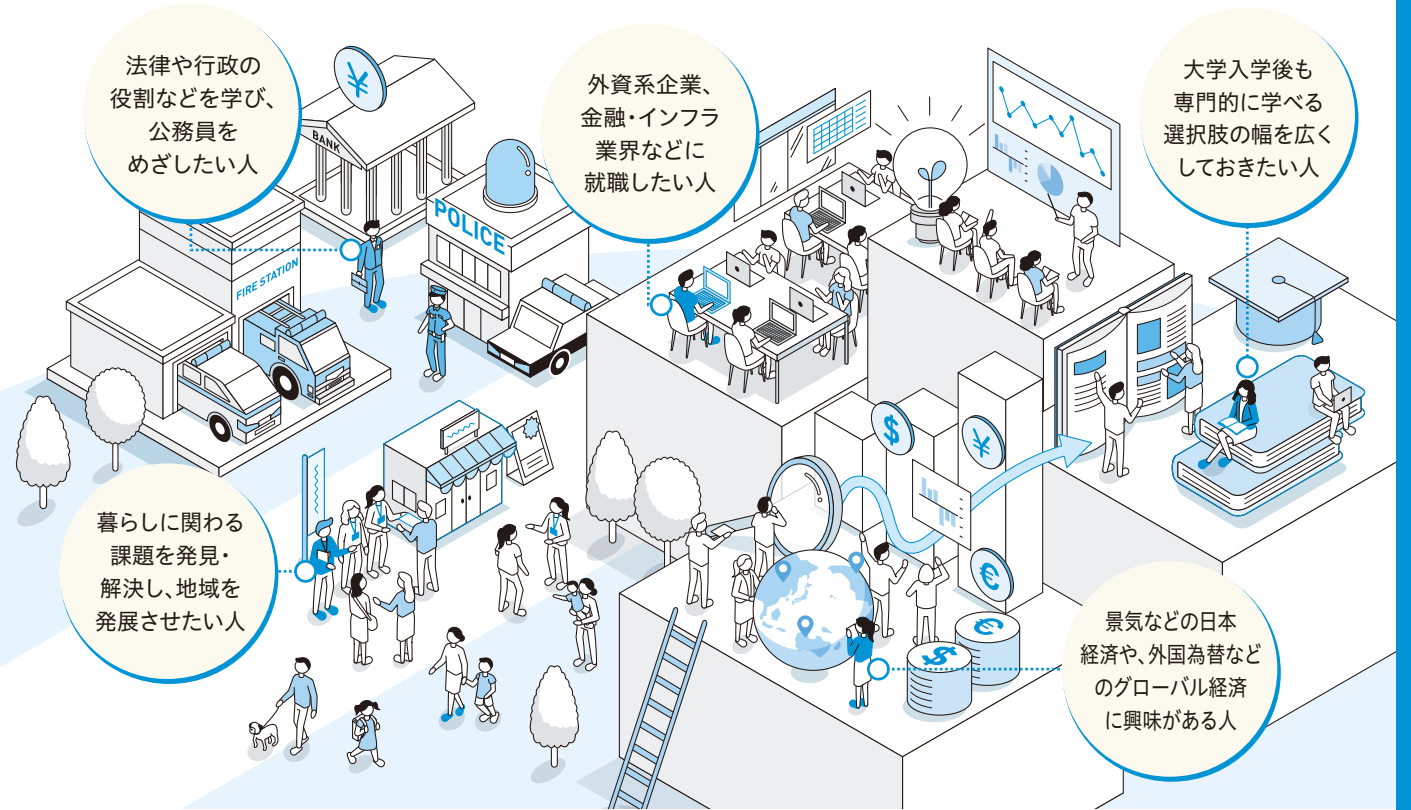 法律や行政の
役割などを学び、
公務員を
めざしたい人
外資系企業、
金融・インフラ
業界などに
就職したい人
大学入学後も
専門的に学べる
選択肢の幅を広く
しておきたい人
¥
BANK
POLICE
FIRE STATION
$
¥
€
暮らしに関わる
課題を発見・
解決し、地域を
発展させたい人
€
$
景気などの日本
経済や、外国為替など
のグローバル経済
に興味がある人